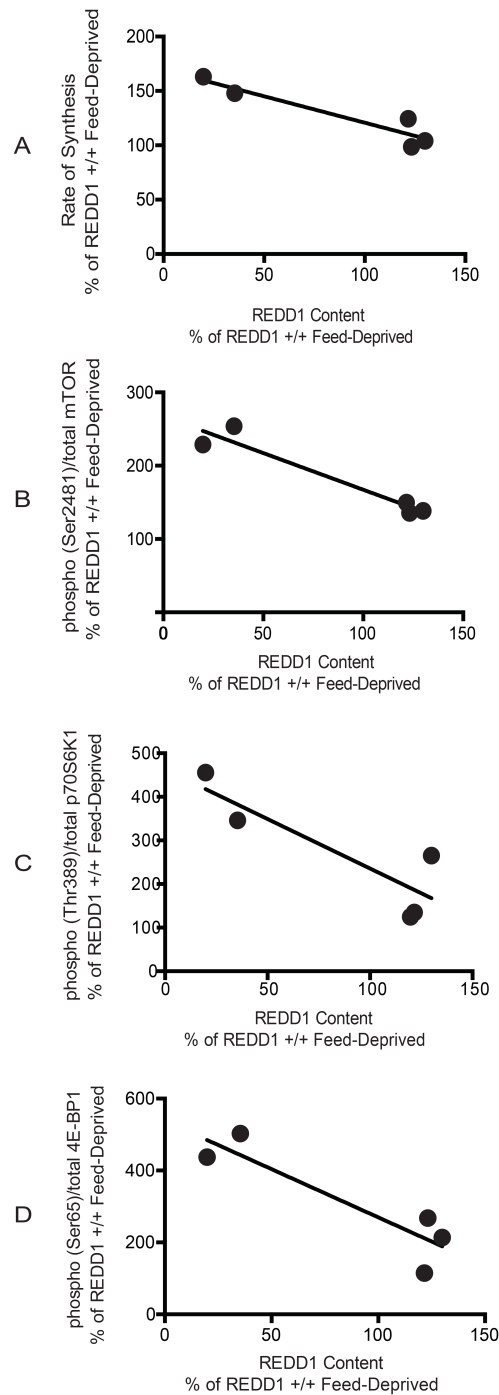 A
Rate of Synthesis
% of REDD1 +/+ Feed-Deprived
200
150
100
50
0
0 50 100 150
REDD1 Content
% of REDD1 +/+ Feed-Deprived
B
phospho (Ser2481)/total mTOR
% of REDD1 +/+ Feed-Deprived
300
200
100
0 50 100 150
REDD1 Content
% of REDD1 +/+ Feed-Deprived
C
phospho (Thr389)/total p70S6K1
% of REDD1 +/+ Feed-Deprived
500
400
300
200
100
0
0 50 100 150
REDD1 Content
% of REDD1 +/+ Feed-Deprived
D
phospho (Ser65)/total 4E-BP1
% of REDD1 +/+ Feed-Deprived
600
400
200
0
0 50 100 150
REDD1 Content
% of REDD1 +/+ Feed-Deprived